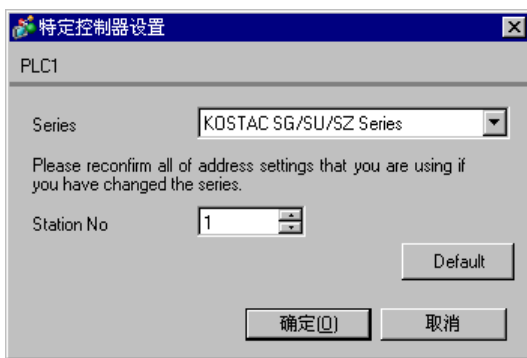 特定控制器设置
PLC1
Series KOSTAC SG/SU/SZ Series
Please reconfirm all of address settings that you are using if
you have changed the series.
Station No 1
Default
确定(O) 取消